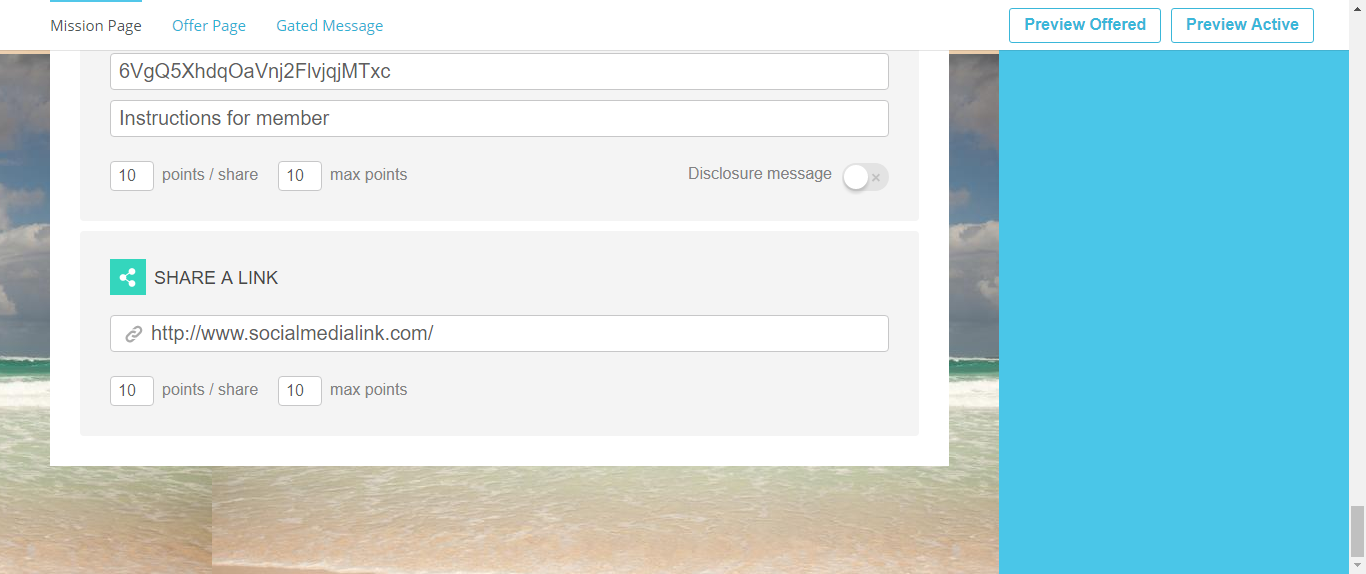 Mission Page Offer Page Gated Message Preview Offered Preview Active
6VgQ5XhdqOaVnj2FlvjqjMTxc
Instructions for member
10 points / share 10 max points Disclosure message
SHARE A LINK
http://www.socialmedialink.com/
10 points / share 10 max points